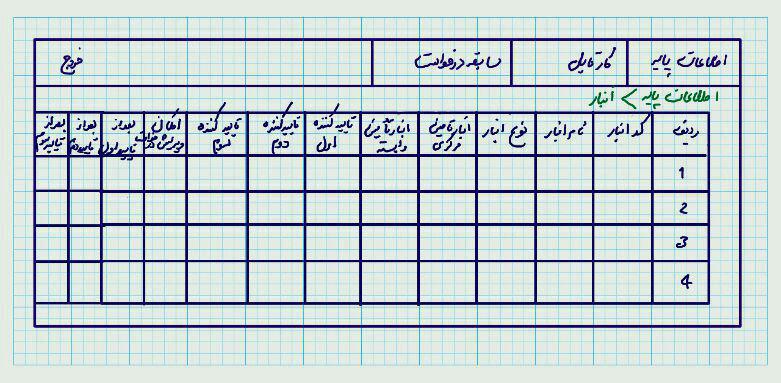 اطلاعات پایه کارتابل سابقه درخواست خروج
اطلاعات پایه > انبار
ردیف کد انبار نام انبار نوع انبار انبار تامین مرکزی انبار تأمین وابسته تایید کننده اول تایید کننده دوم تایید کننده سوم امکان ویرایش درخواست بعد از تایید اول بعد از تایید دوم بعد از تایید سوم
1
2
3
4